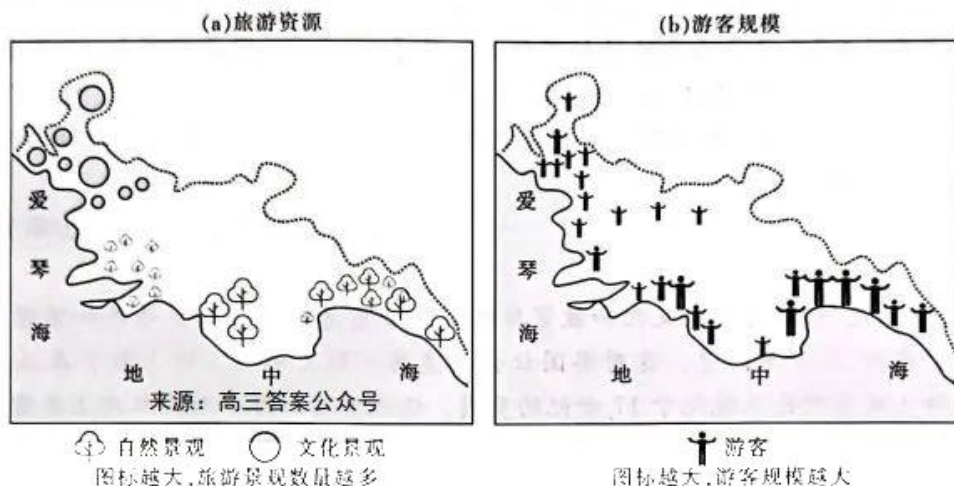 (a)旅游资源
(b)游客规模
爱琴海
地中海
来源:高三答案公众号
爱琴海
地中海
自然景观 文化景观
图标越大,旅游景观数量越多
游客
图标越大,游客规模越大